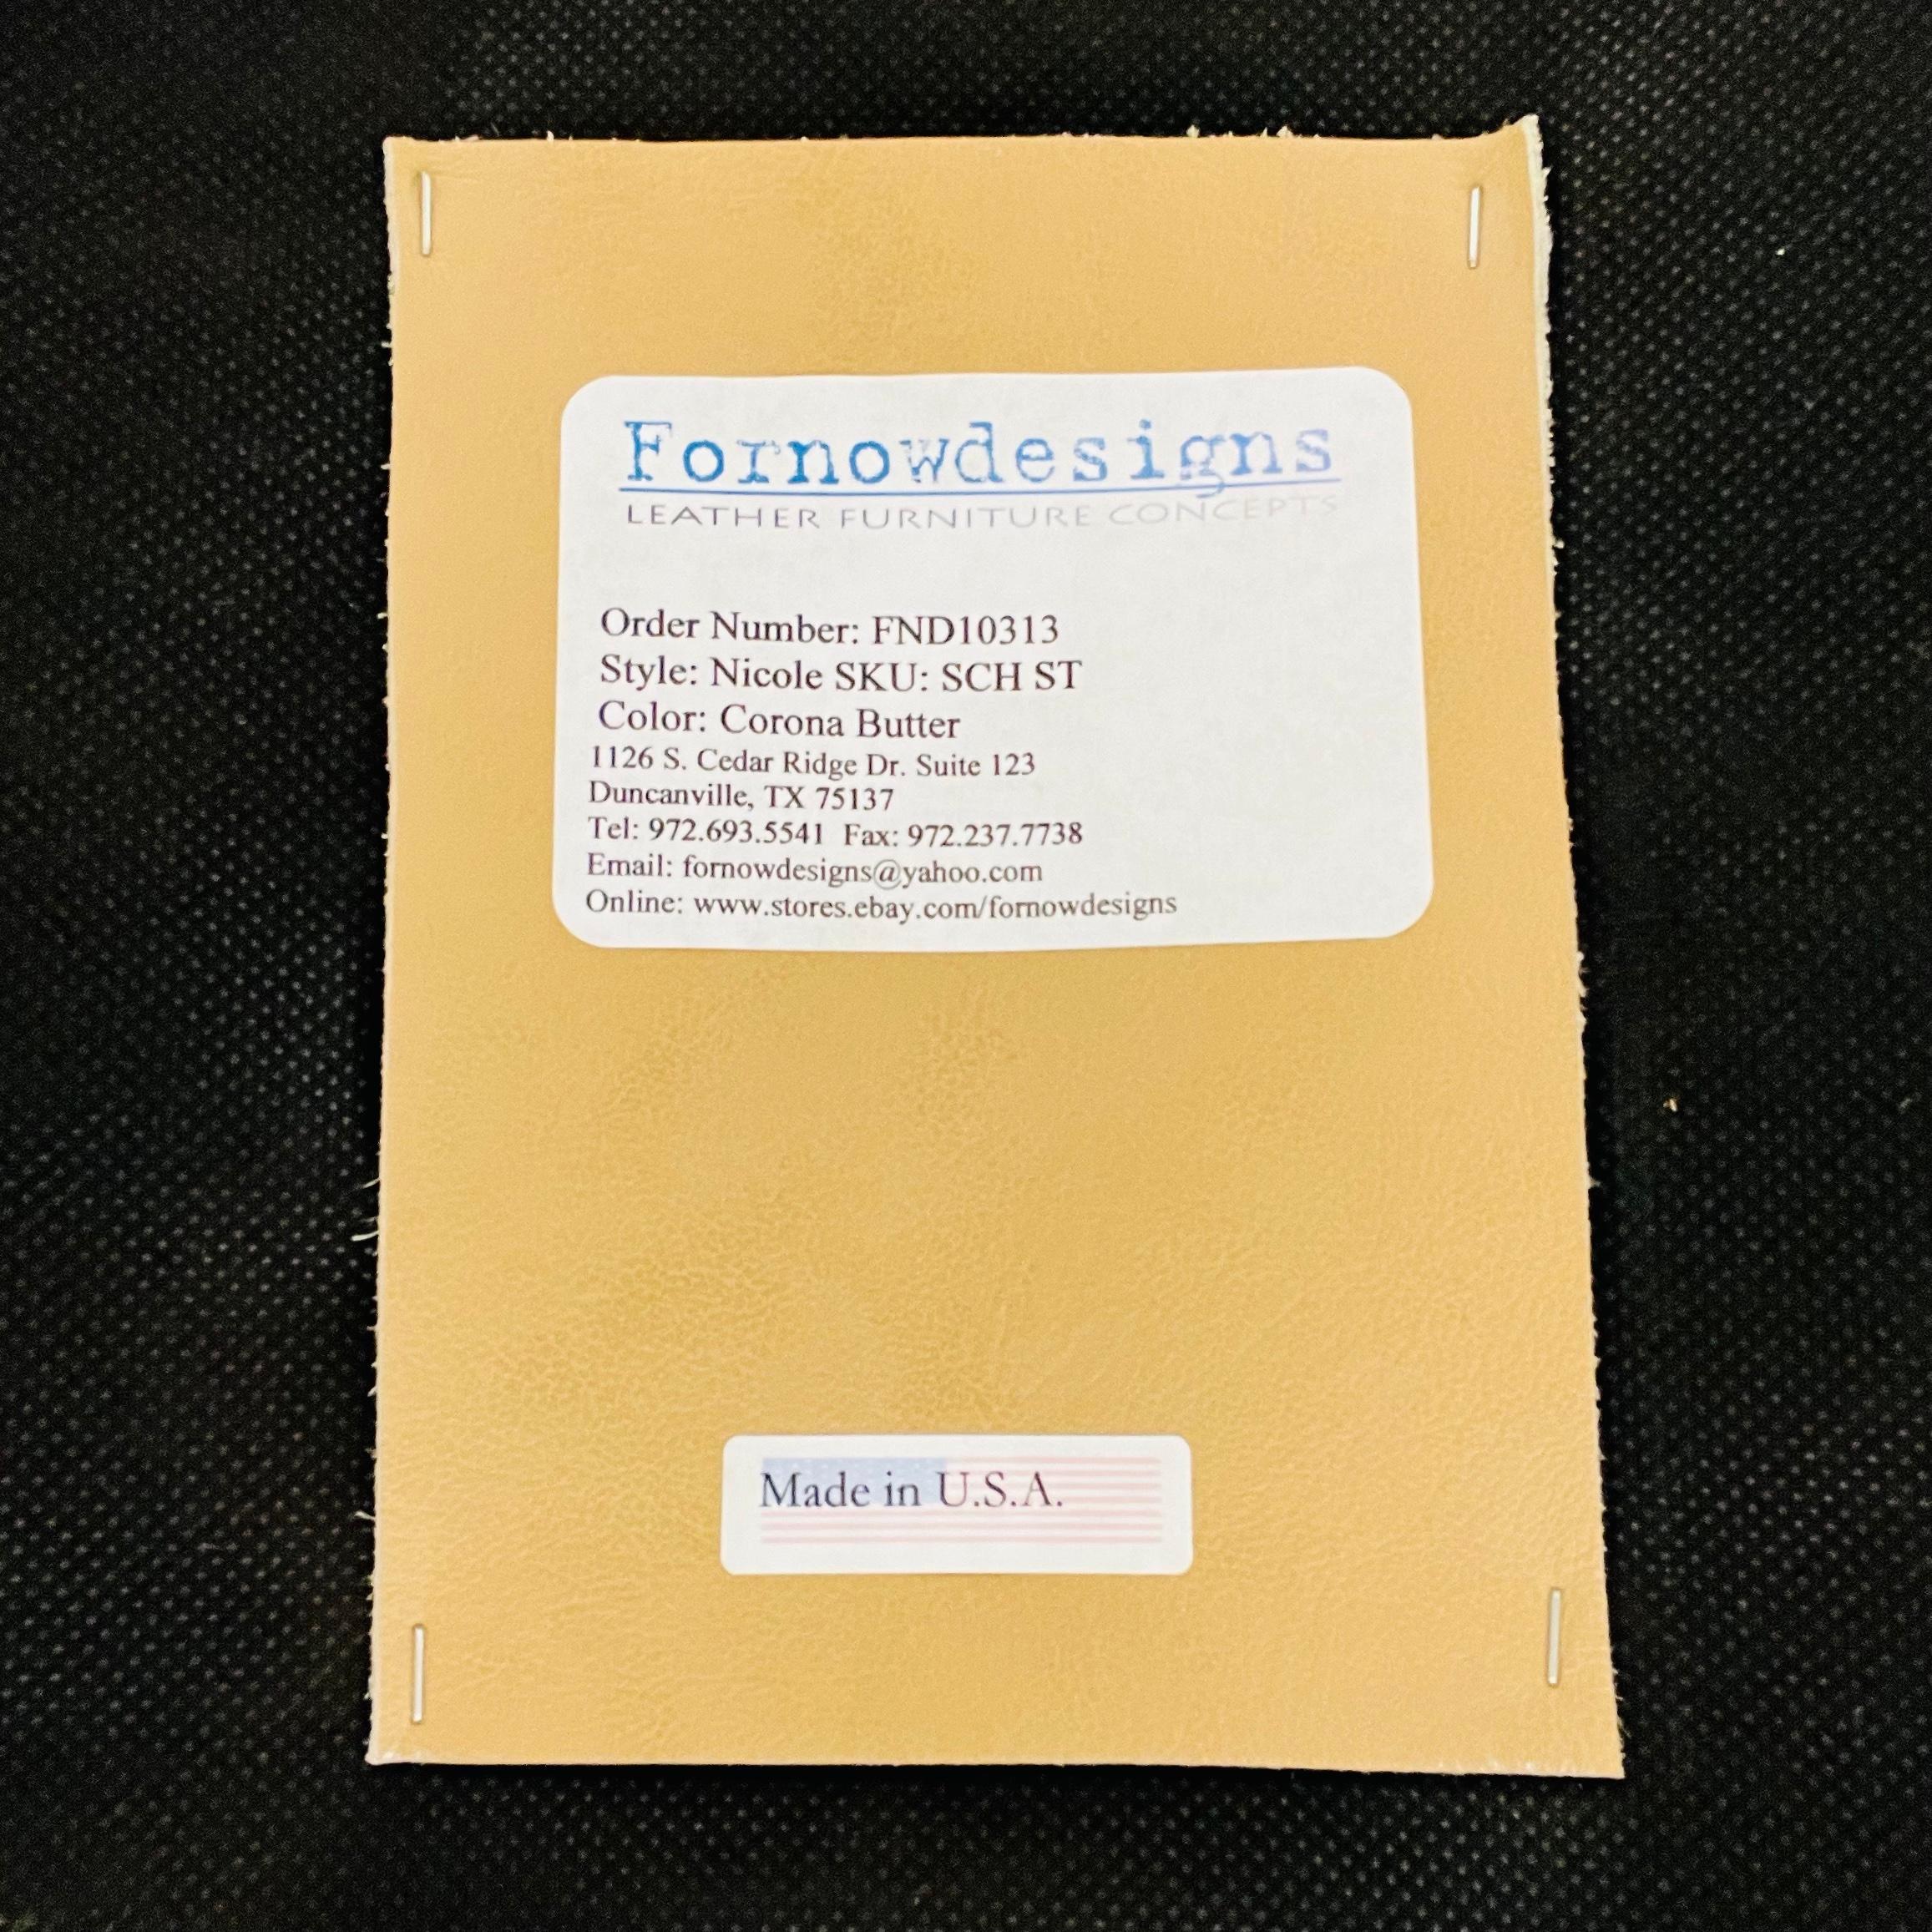 Fornowdesigns
LEATHER FURNITURE CONCEPTS
Order Number: FND10313
Style: Nicole SKU: SCH ST
Color: Corona Butter
1126 S. Cedar Ridge Dr. Suite 123
Duncanville, TX 75137
Tel: 972.693.5541  Fax: 972.237.7738
Email: fornowdesigns@yahoo.com
Online: www.stores.ebay.com/fornowdesigns
Made in U.S.A.